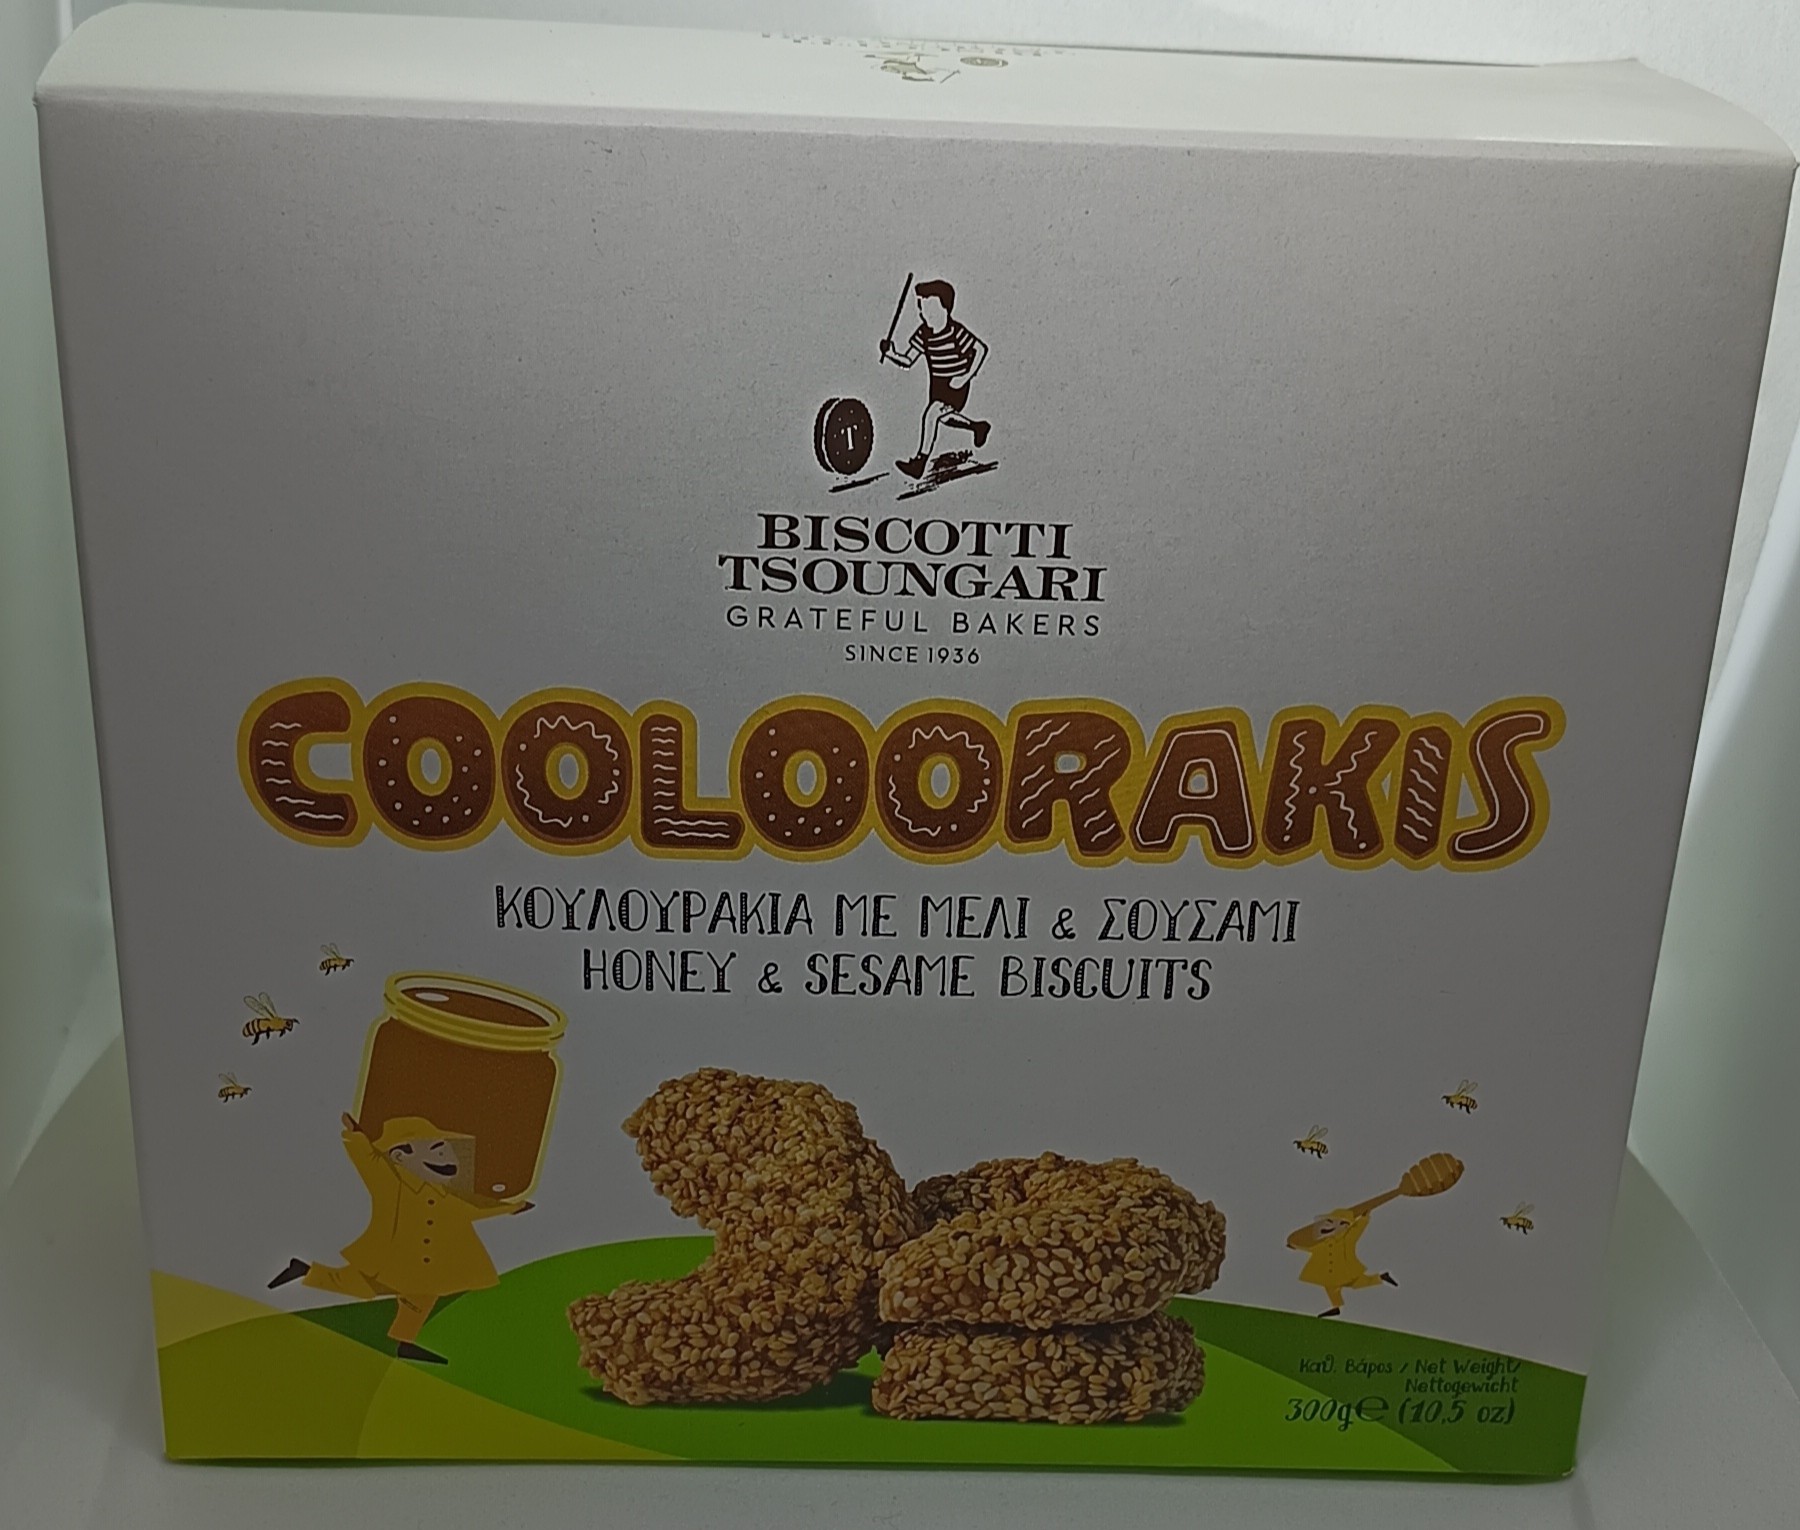 T
BISCOTTI
TSOUNGARI
GRATEFUL BAKERS
SINCE 1936
COOLOORAKIS
ΚΟΥΛΟΥΡΑΚΙΑ ΜΕ ΜΕΛΙ & ΣΟΥΣΑΜΙ
HONEY & SESAME BISCUITS
Καθ. Βάρος / Net Weight/
Nettogewicht
300g℮ (10,5 oz)